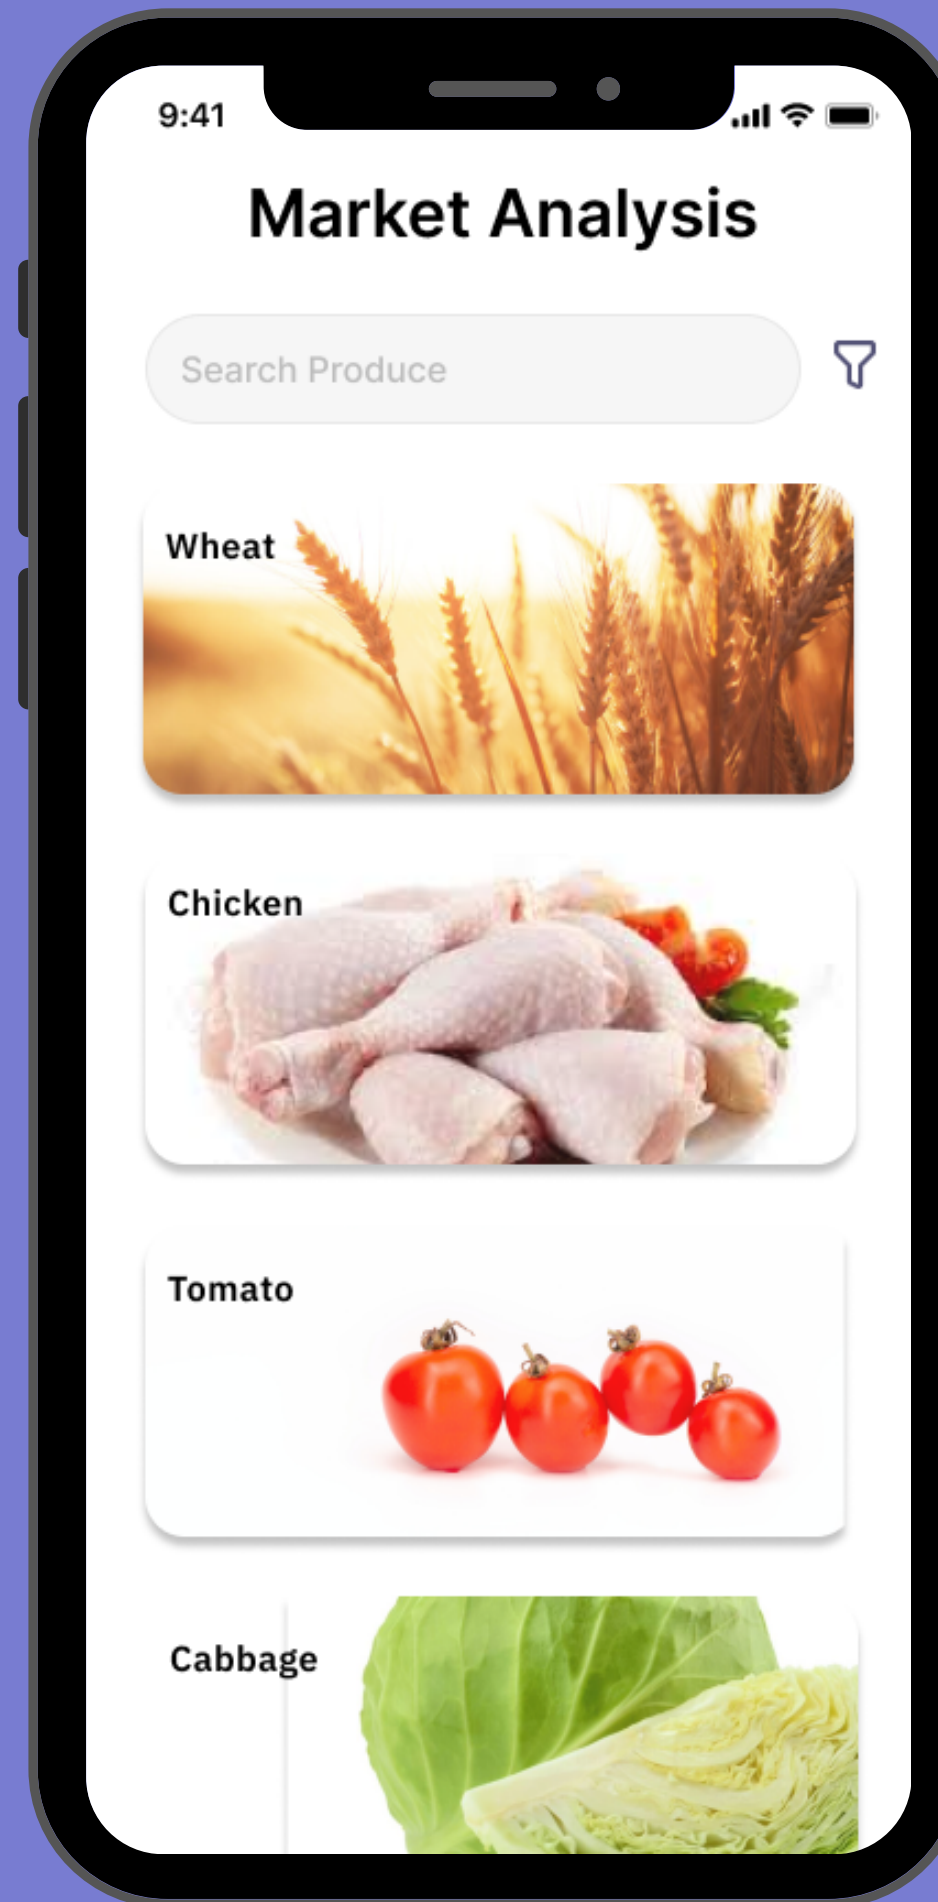 9:41
Market Analysis
Search Produce
Wheat
Chicken
Tomato
Cabbage